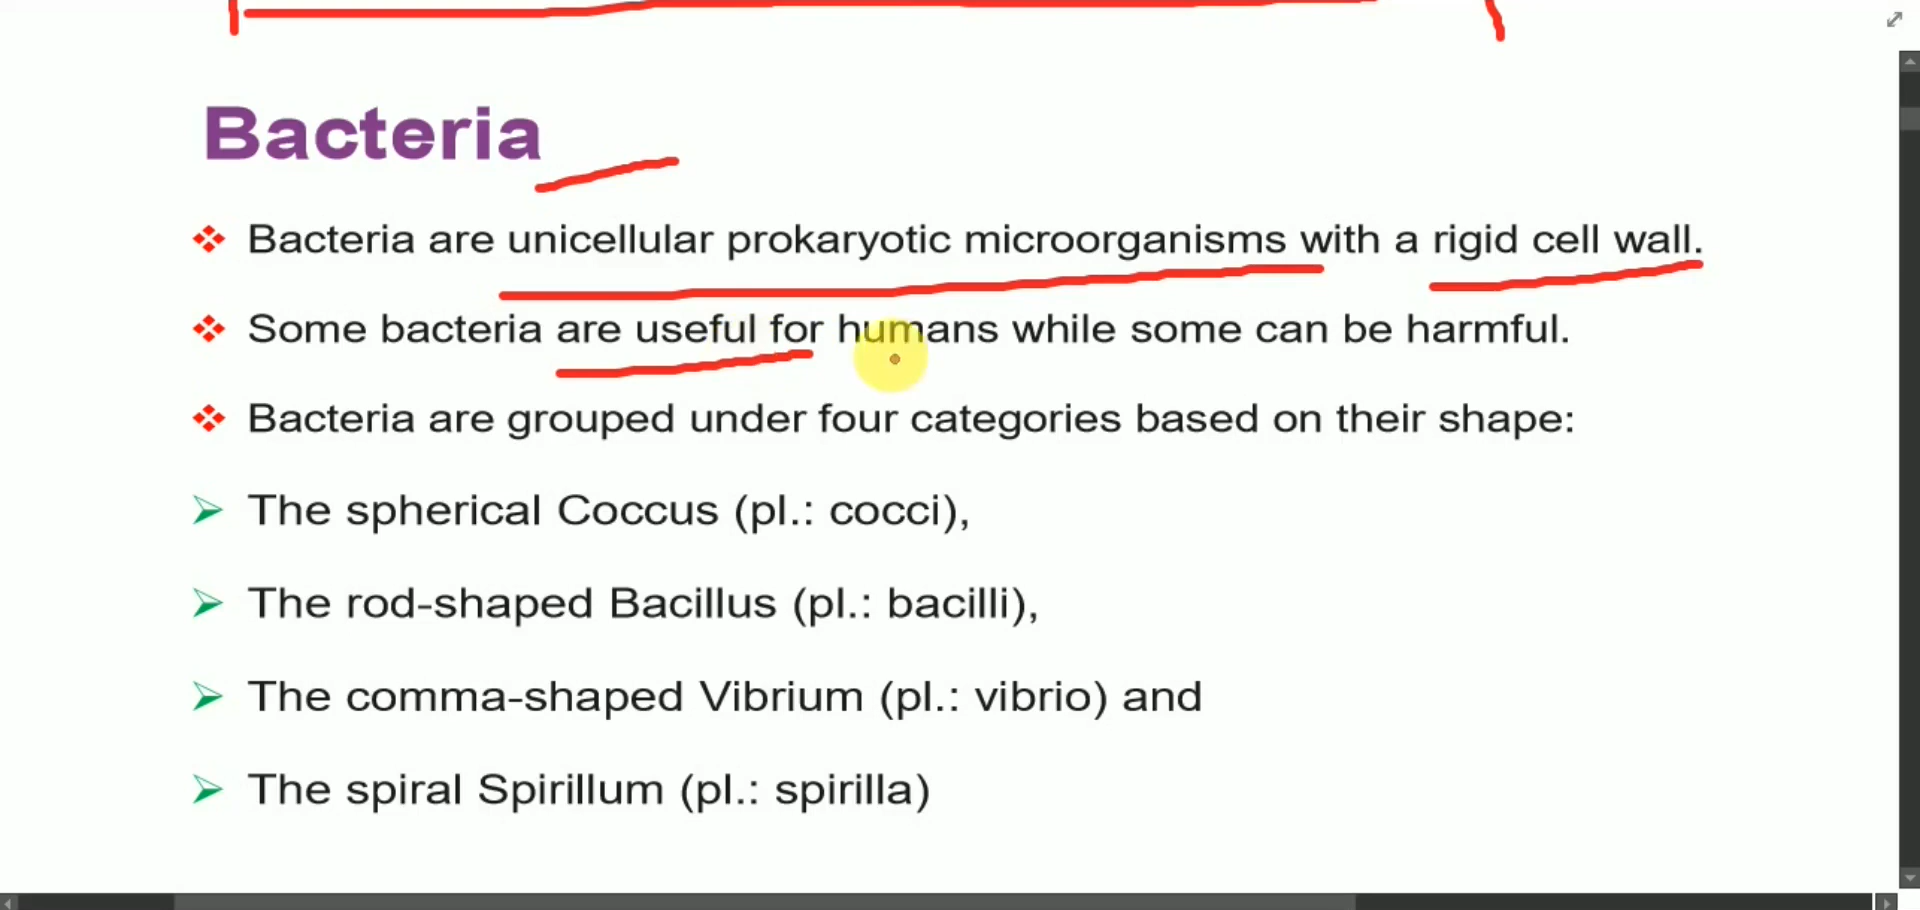 Bacteria
Bacteria are unicellular prokaryotic microorganisms with a rigid cell wall.
Some bacteria are useful for humans while some can be harmful.
Bacteria are grouped under four categories based on their shape:
The spherical Coccus (pl.: cocci),
The rod-shaped Bacillus (pl.: bacilli),
The comma-shaped Vibrium (pl.: vibrio) and
The spiral Spirillum (pl.: spirilla)